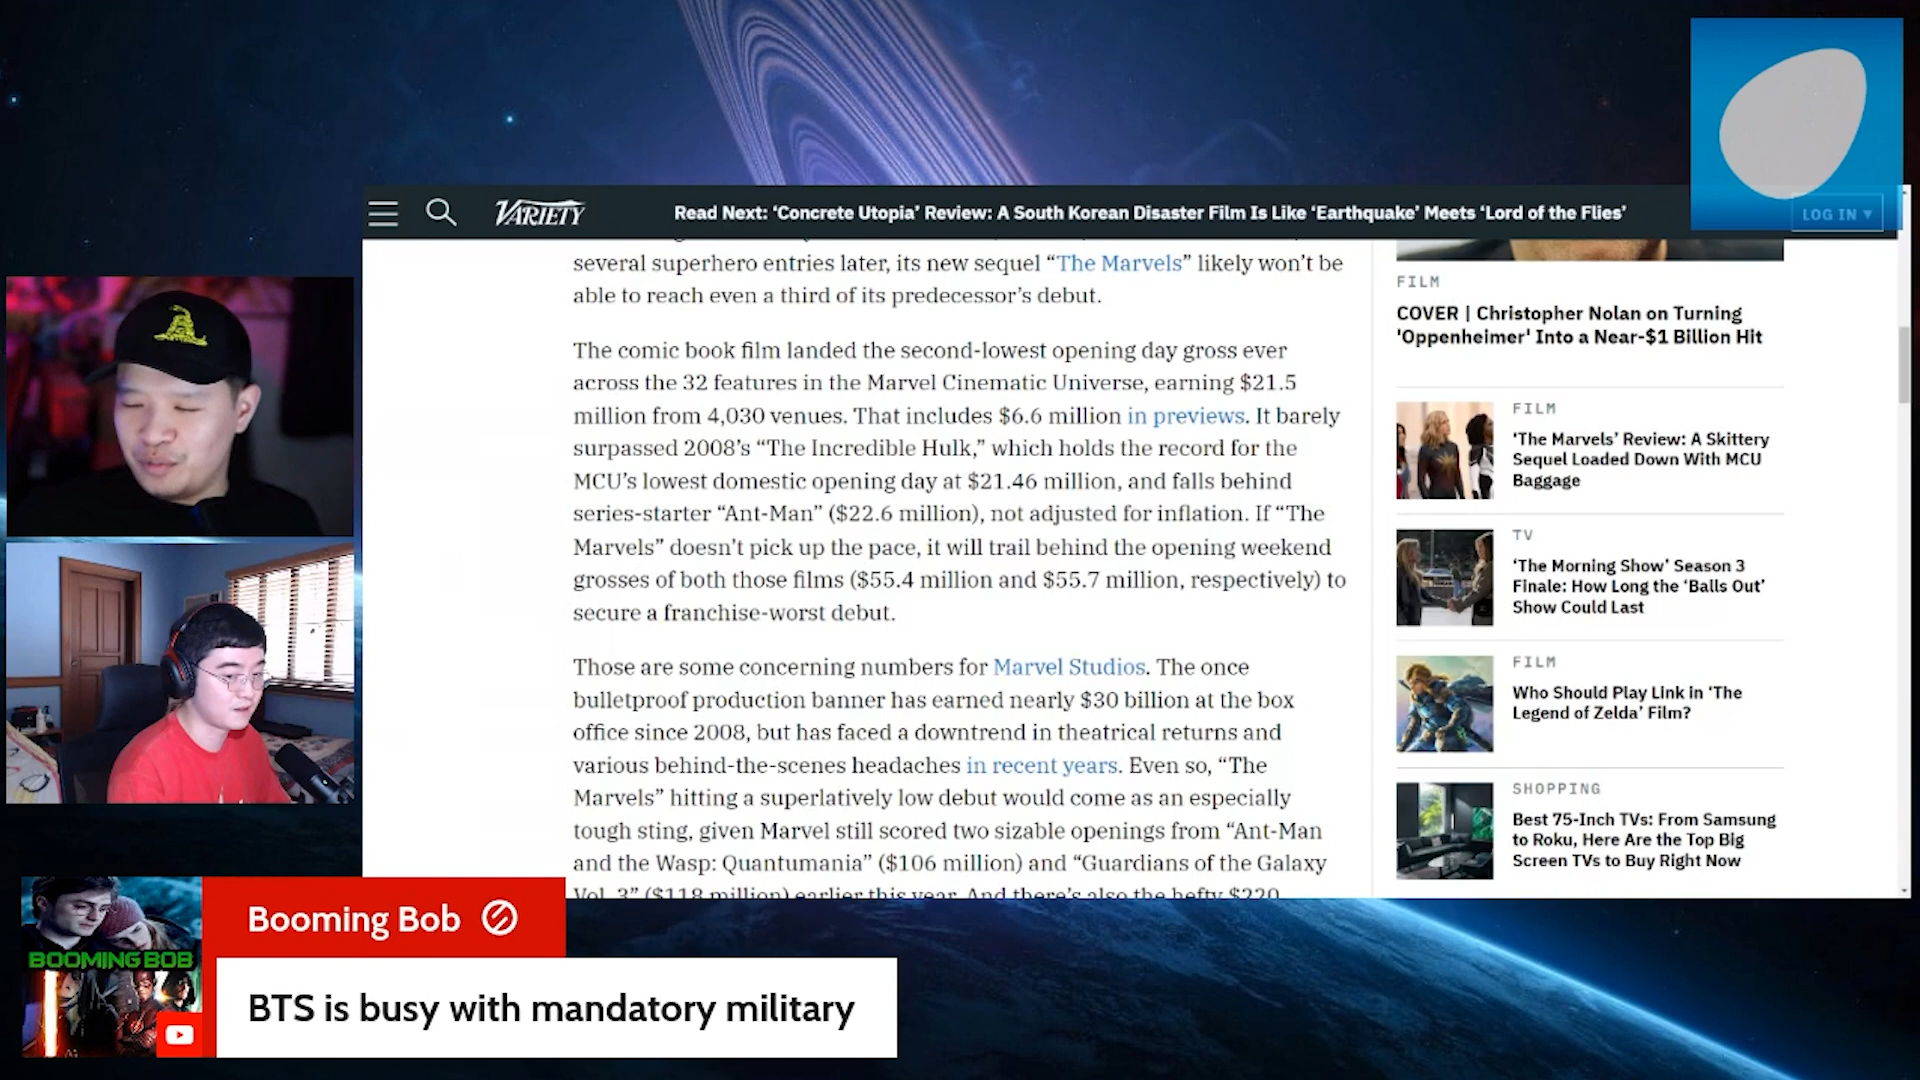 VARIETY
Read Next: ‘Concrete Utopia’ Review: A South Korean Disaster Film Is Like ‘Earthquake’ Meets ‘Lord of the Flies’
LOG IN ▾
several superhero entries later, its new sequel “The Marvels” likely won’t be
able to reach even a third of its predecessor’s debut.
The comic book film landed the second-lowest opening day gross ever
across the 32 features in the Marvel Cinematic Universe, earning $21.5
million from 4,030 venues. That includes $6.6 million in previews. It barely
surpassed 2008’s “The Incredible Hulk,” which holds the record for the
MCU’s lowest domestic opening day at $21.46 million, and falls behind
series-starter “Ant-Man” ($22.6 million), not adjusted for inflation. If “The
Marvels” doesn’t pick up the pace, it will trail behind the opening weekend
grosses of both those films ($55.4 million and $55.7 million, respectively) to
secure a franchise-worst debut.
Those are some concerning numbers for Marvel Studios. The once
bulletproof production banner has earned nearly $30 billion at the box
office since 2008, but has faced a downtrend in theatrical returns and
various behind-the-scenes headaches in recent years. Even so, “The
Marvels” hitting a superlatively low debut would come as an especially
tough sting, given Marvel still scored two sizable openings from “Ant-Man
and the Wasp: Quantumania” ($106 million) and “Guardians of the Galaxy
Vol. 3” ($118 million) earlier this year. And there’s also the hefty $220
FILM
COVER | Christopher Nolan on Turning
'Oppenheimer' Into a Near-$1 Billion Hit
FILM
‘The Marvels’ Review: A Skittery
Sequel Loaded Down With MCU
Baggage
TV
‘The Morning Show’ Season 3
Finale: How Long the ‘Balls Out’
Show Could Last
FILM
Who Should Play Link in ‘The
Legend of Zelda’ Film?
SHOPPING
Best 75-Inch TVs: From Samsung
to Roku, Here Are the Top Big
Screen TVs to Buy Right Now
BOOMING BOB
Booming Bob
BTS is busy with mandatory military